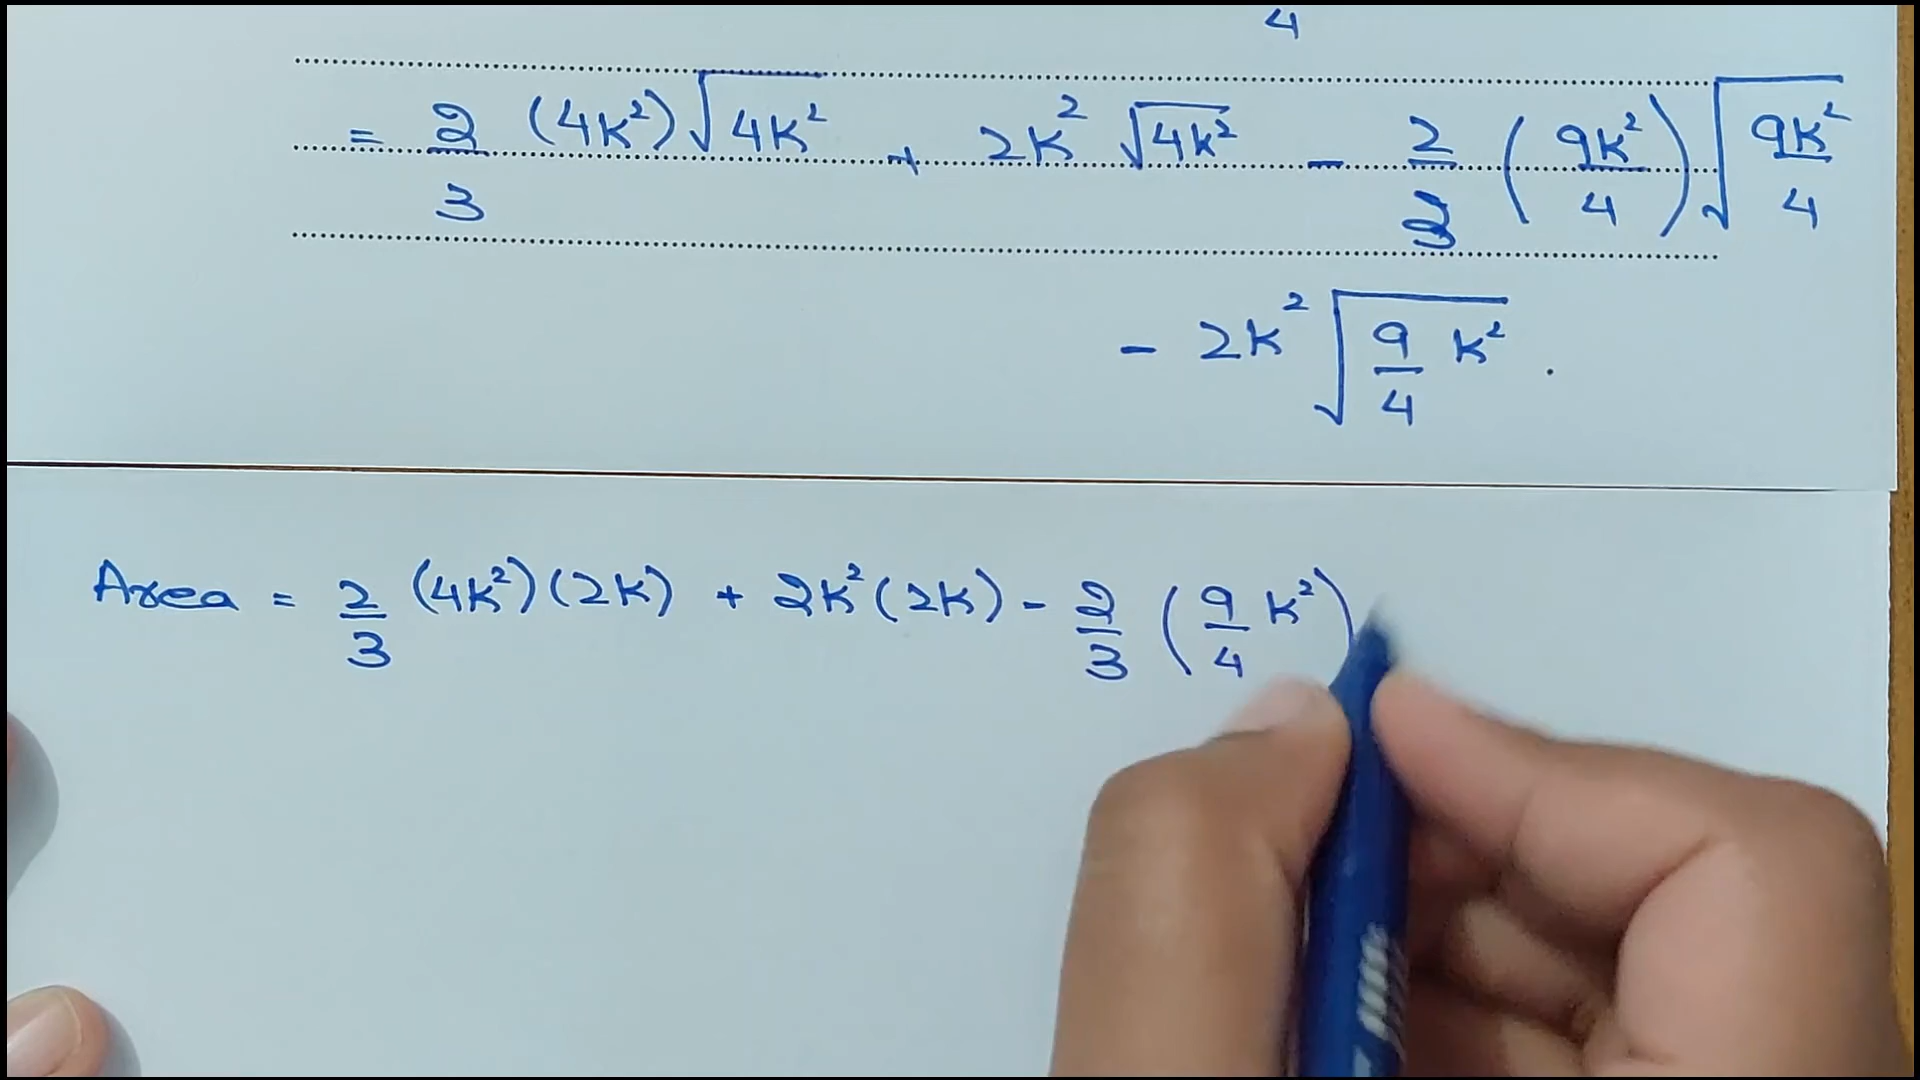 4
= 2/3 (4K²)√4K² + 2K² √4K² - 2/3 (9K²/4)√9K²/4
- 2K² √9/4 K² .
Area = 2/3 (4K²)(2K) + 2K²(2K) - 2/3 (9/4 K²)